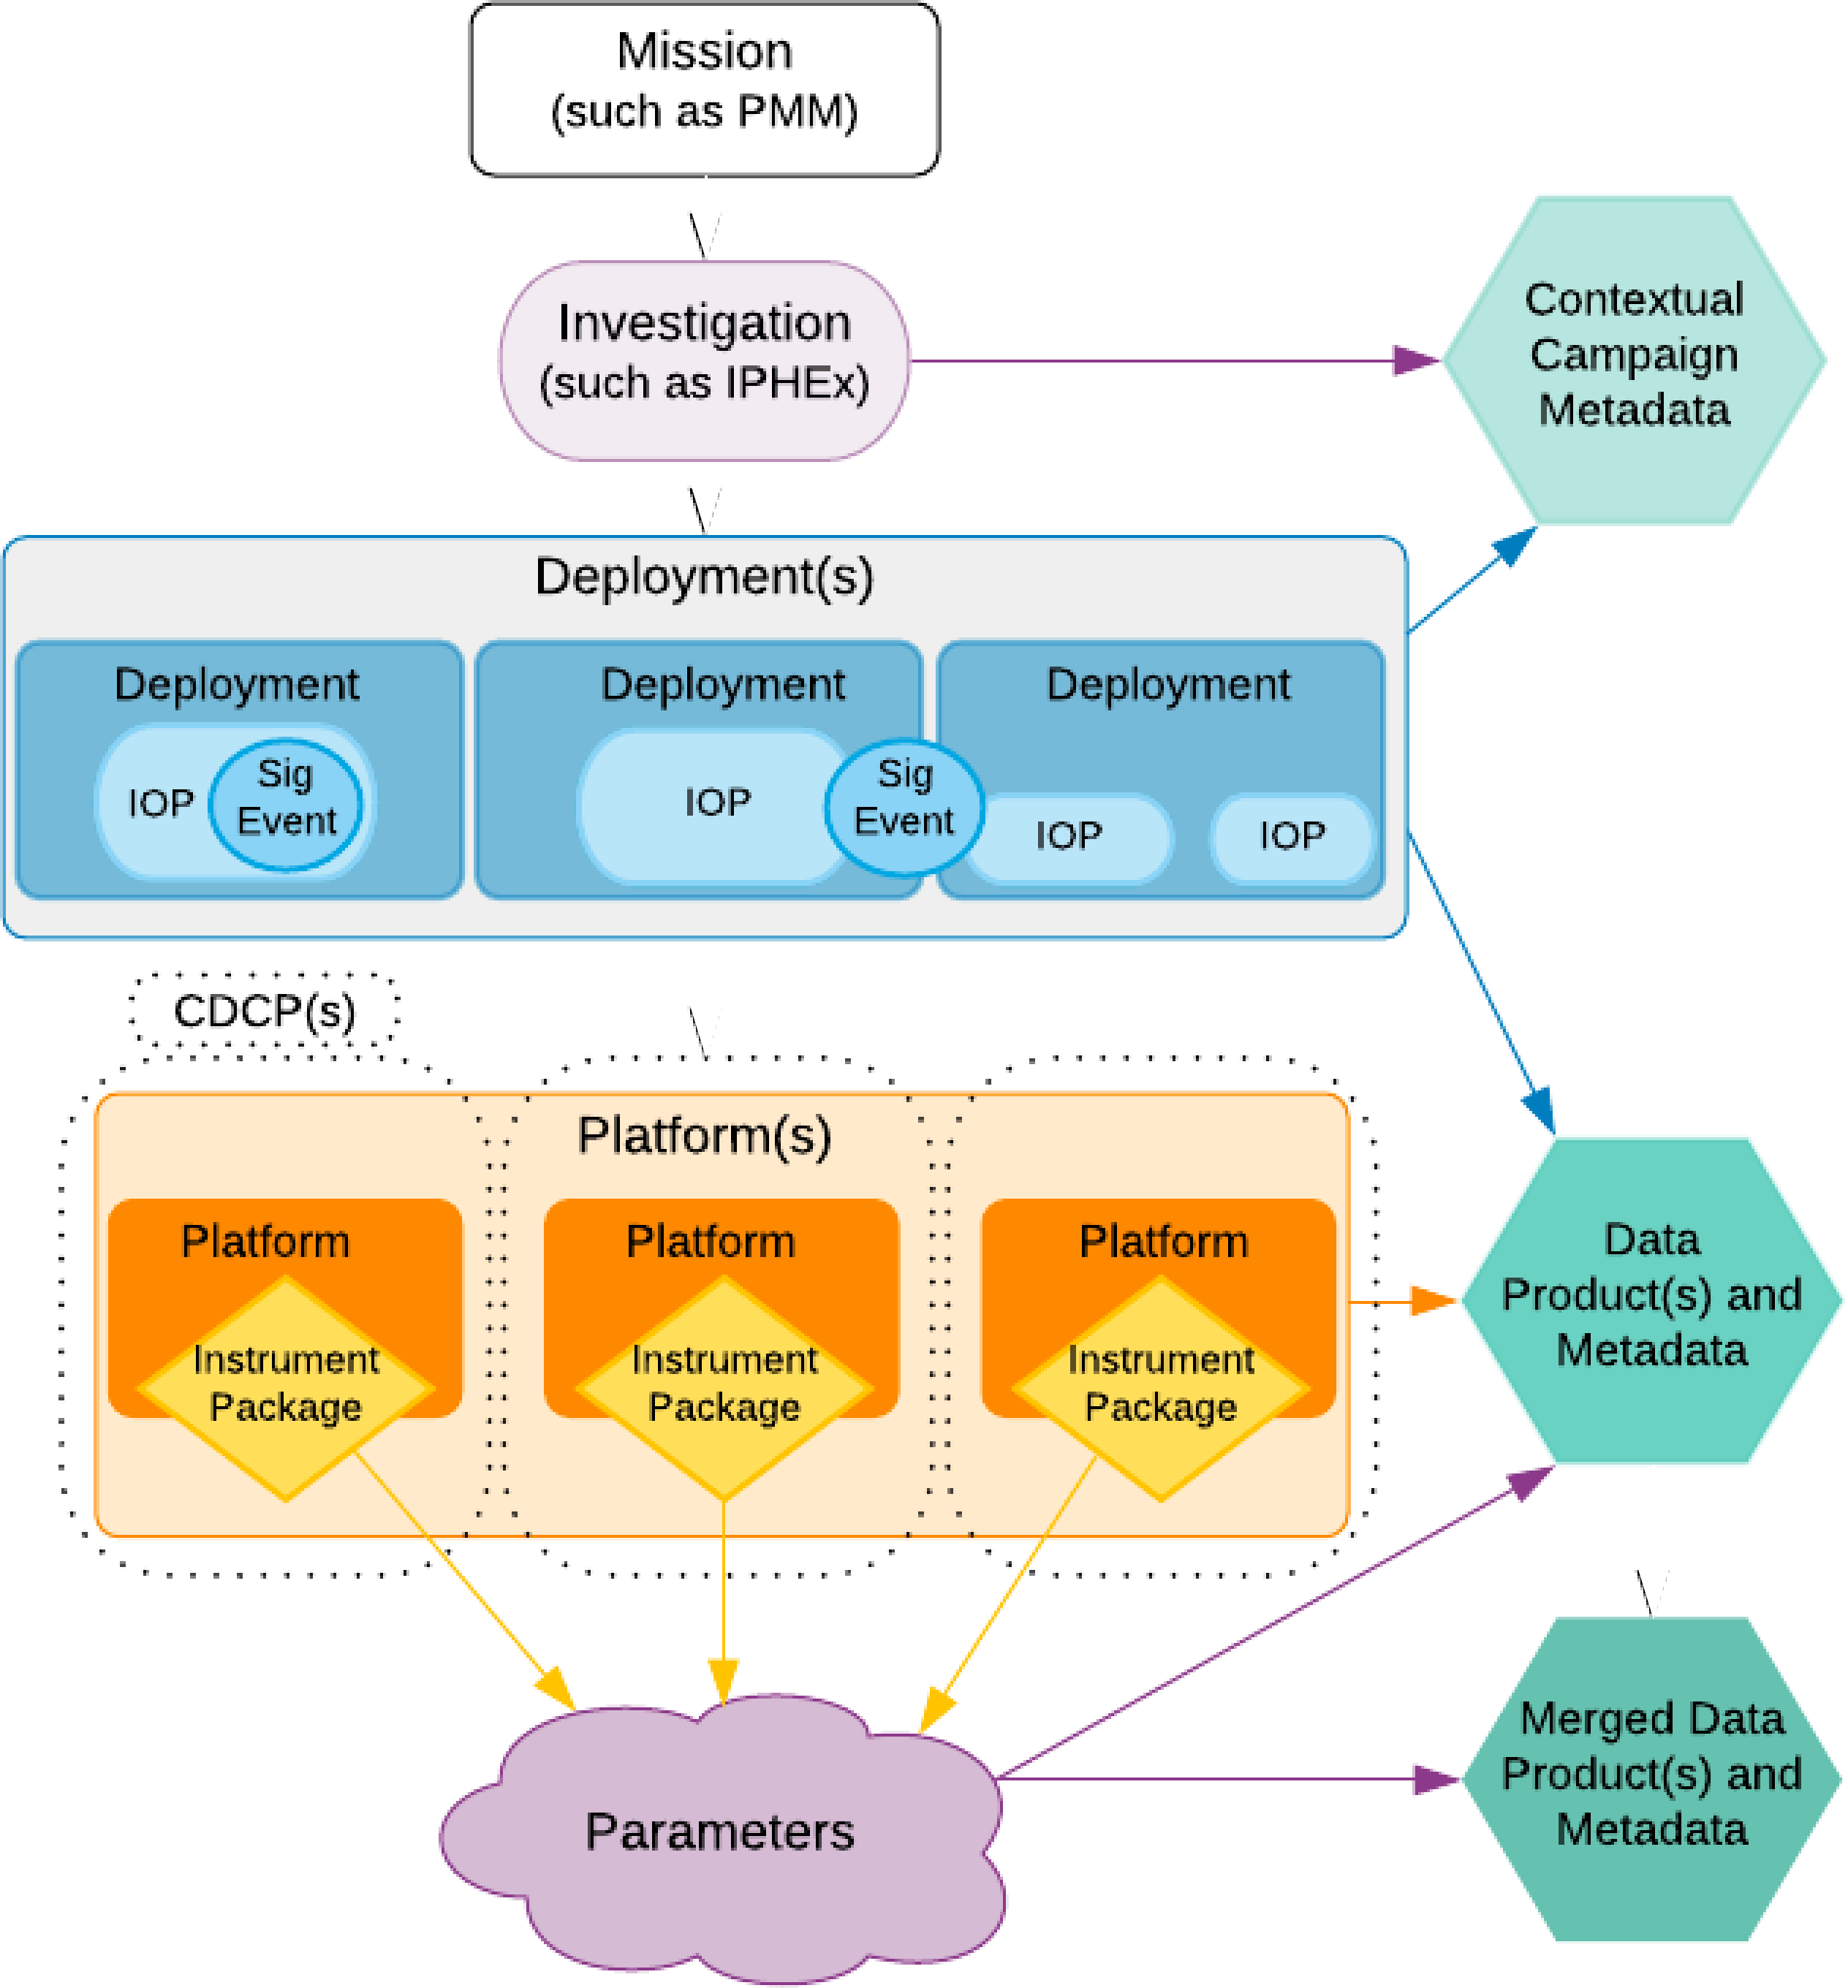 Mission
(such as PMM)
Investigation
(such as IPHEx)
Contextual
Campaign
Metadata
Deployment(s)
Deployment
IOP
Sig
Event
Deployment
IOP
Sig
Event
Deployment
IOP
IOP
CDCP(s)
Platform(s)
Platform
Instrument
Package
Platform
Instrument
Package
Platform
Instrument
Package
Data
Product(s) and
Metadata
Parameters
Merged Data
Product(s) and
Metadata